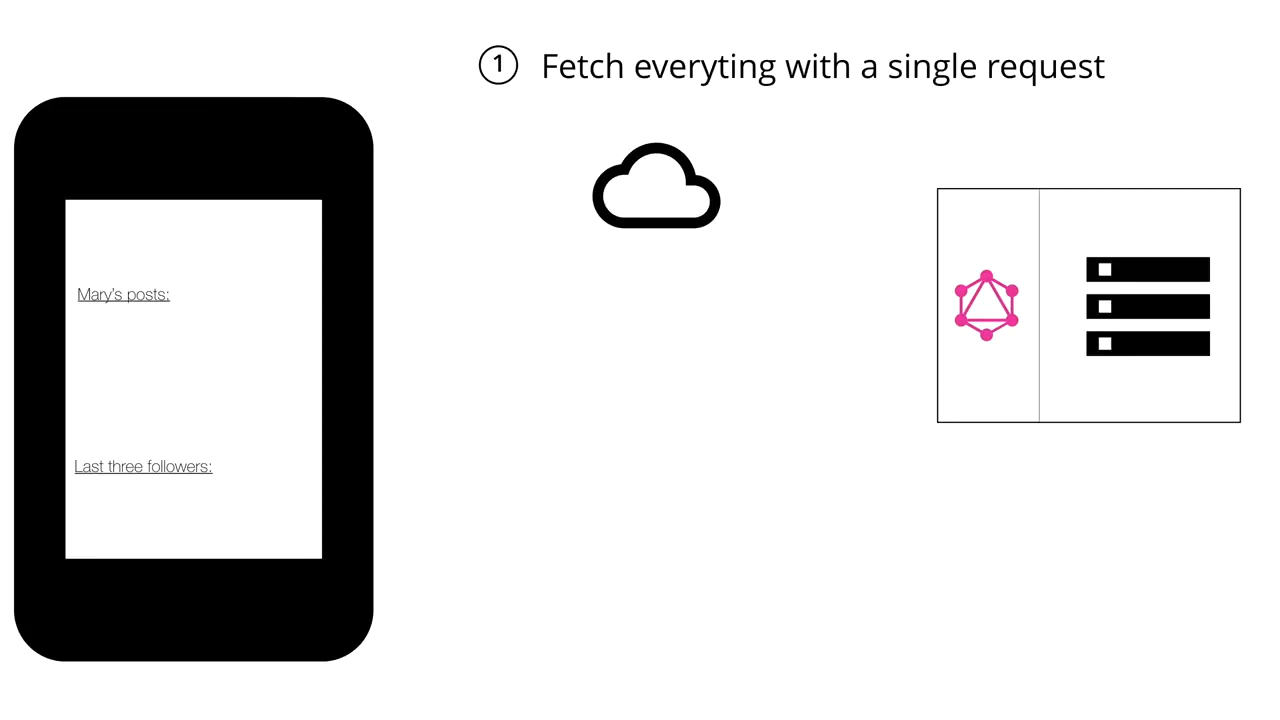 1 Fetch everyting with a single request
Mary's posts:
Last three followers: